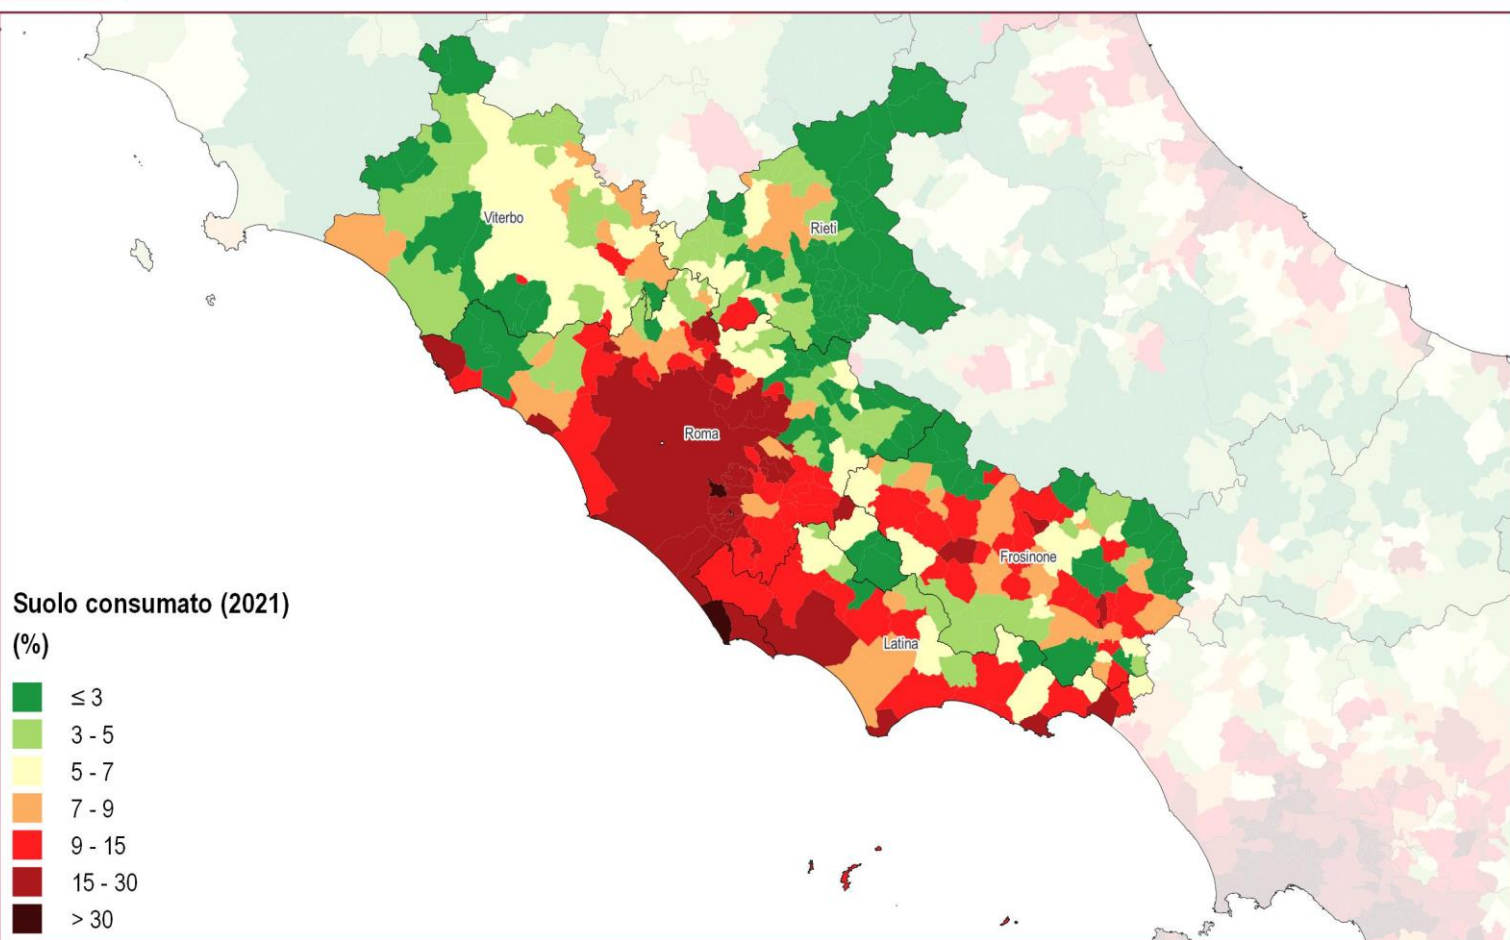 Viterbo
Rieti
Roma
Frosinone
Latina
Suolo consumato (2021)
(%)
≤ 3
3 - 5
5 - 7
7 - 9
9 - 15
15 - 30
> 30